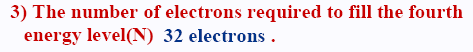 3) The number of electrons required to fill the fourth
energy level(N) 32 electrons .